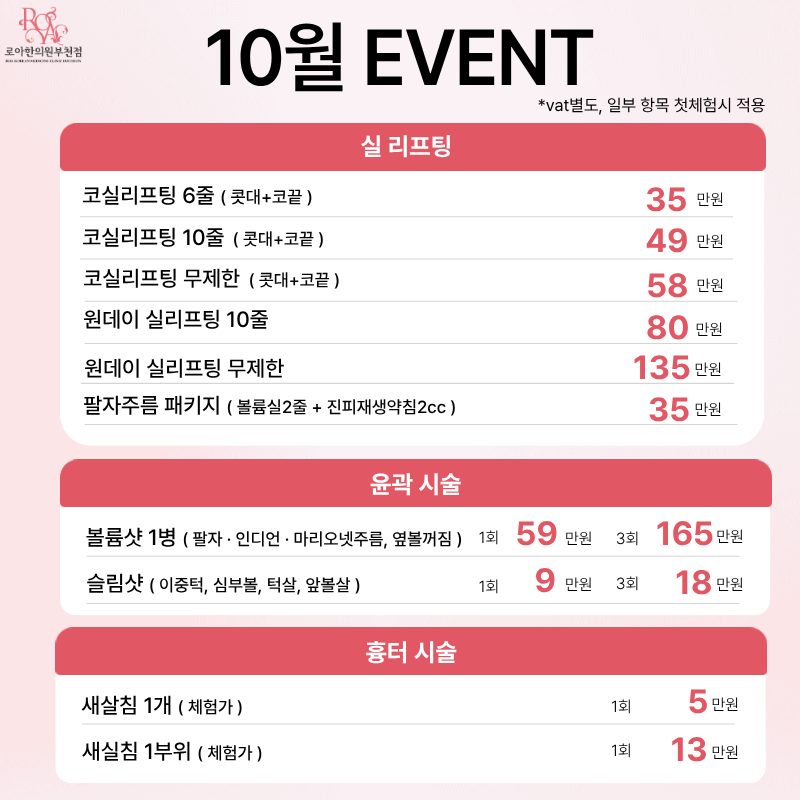 ROSAC
로아한의원부천점
10월 EVENT
*vat별도, 일부 항목 첫체험시 적용
실 리프팅
코실리프팅 6줄 ( 콧대+코끝 ) 35 만원
코실리프팅 10줄 ( 콧대+코끝 ) 49 만원
코실리프팅 무제한 ( 콧대+코끝 ) 58 만원
원데이 실리프팅 10줄 80 만원
원데이 실리프팅 무제한 135 만원
팔자주름 패키지 ( 볼륨실2줄 + 진피재생약침2cc ) 35 만원
윤곽 시술
볼륨샷 1병 ( 팔자 · 인디언 · 마리오넷주름, 옆볼꺼짐 ) 1회 59 만원 3회 165 만원
슬림샷 ( 이중턱, 심부볼, 턱살, 앞볼살 ) 1회 9 만원 3회 18 만원
흉터 시술
새살침 1개 ( 체험가 ) 1회 5 만원
새실침 1부위 ( 체험가 ) 1회 13 만원